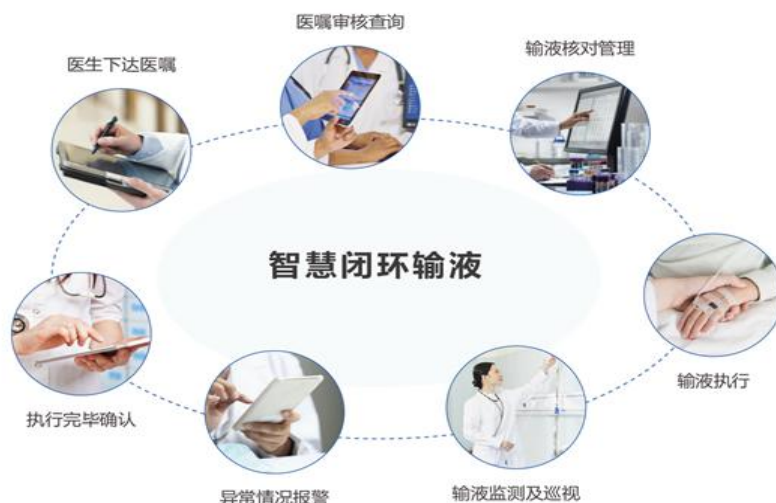 医嘱审核查询
医生下达医嘱
输液核对管理
智慧闭环输液
输液执行
执行完毕确认
异常情况报警
输液监测及巡视